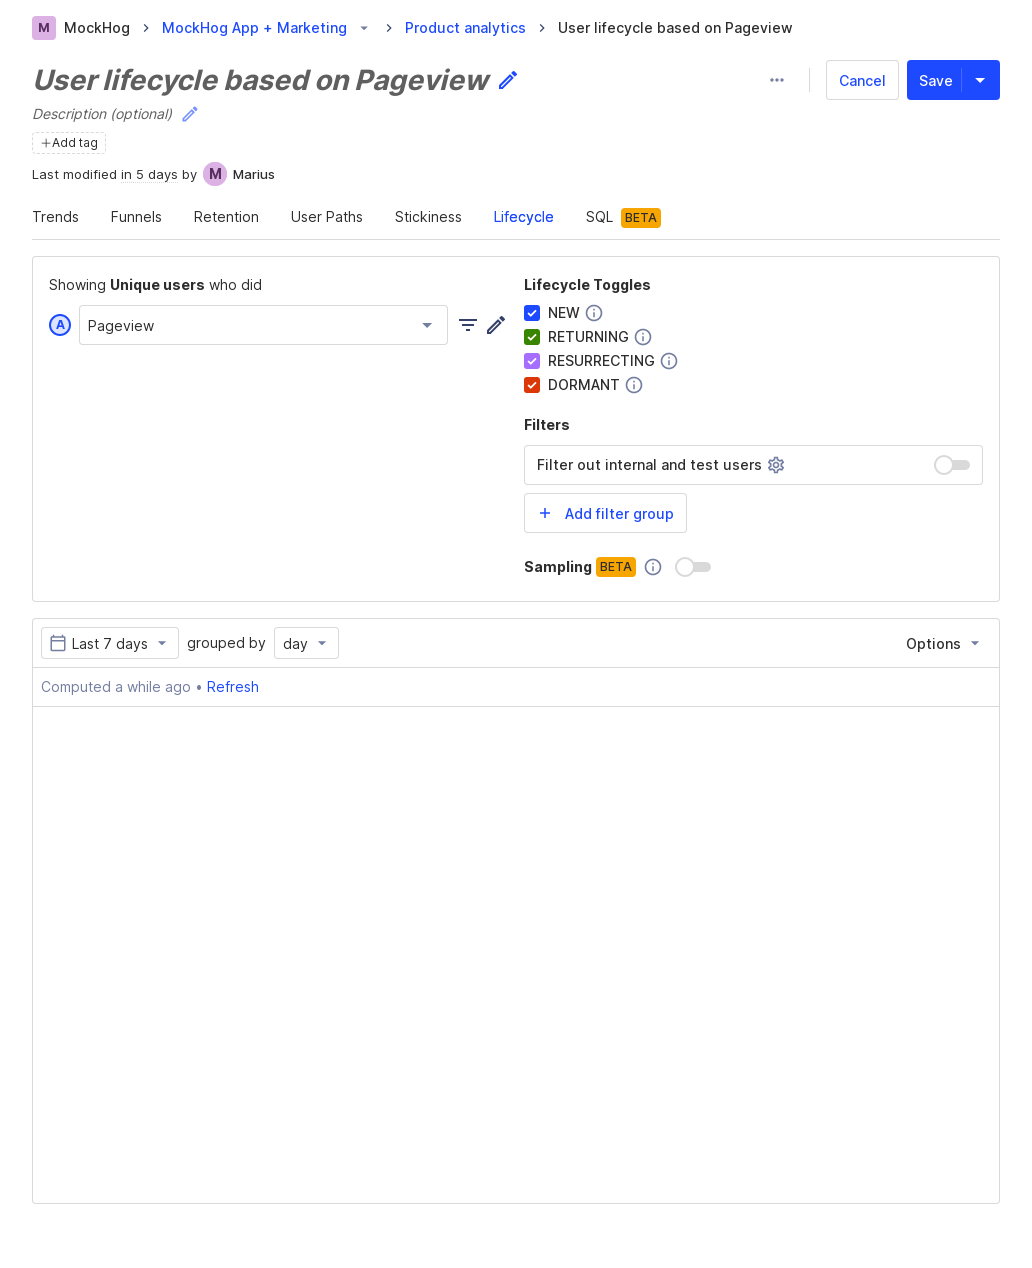 M MockHog > MockHog App + Marketing > Product analytics > User lifecycle based on Pageview
User lifecycle based on Pageview
Cancel
Save
Description (optional)
+Add tag
Last modified in 5 days by M Marius
Trends Funnels Retention User Paths Stickiness Lifecycle SQL BETA
Showing Unique users who did
A Pageview
Lifecycle Toggles
NEW
RETURNING
RESURRECTING
DORMANT
Filters
Filter out internal and test users
+ Add filter group
Sampling BETA
Last 7 days grouped by day
Options
Computed a while ago • Refresh